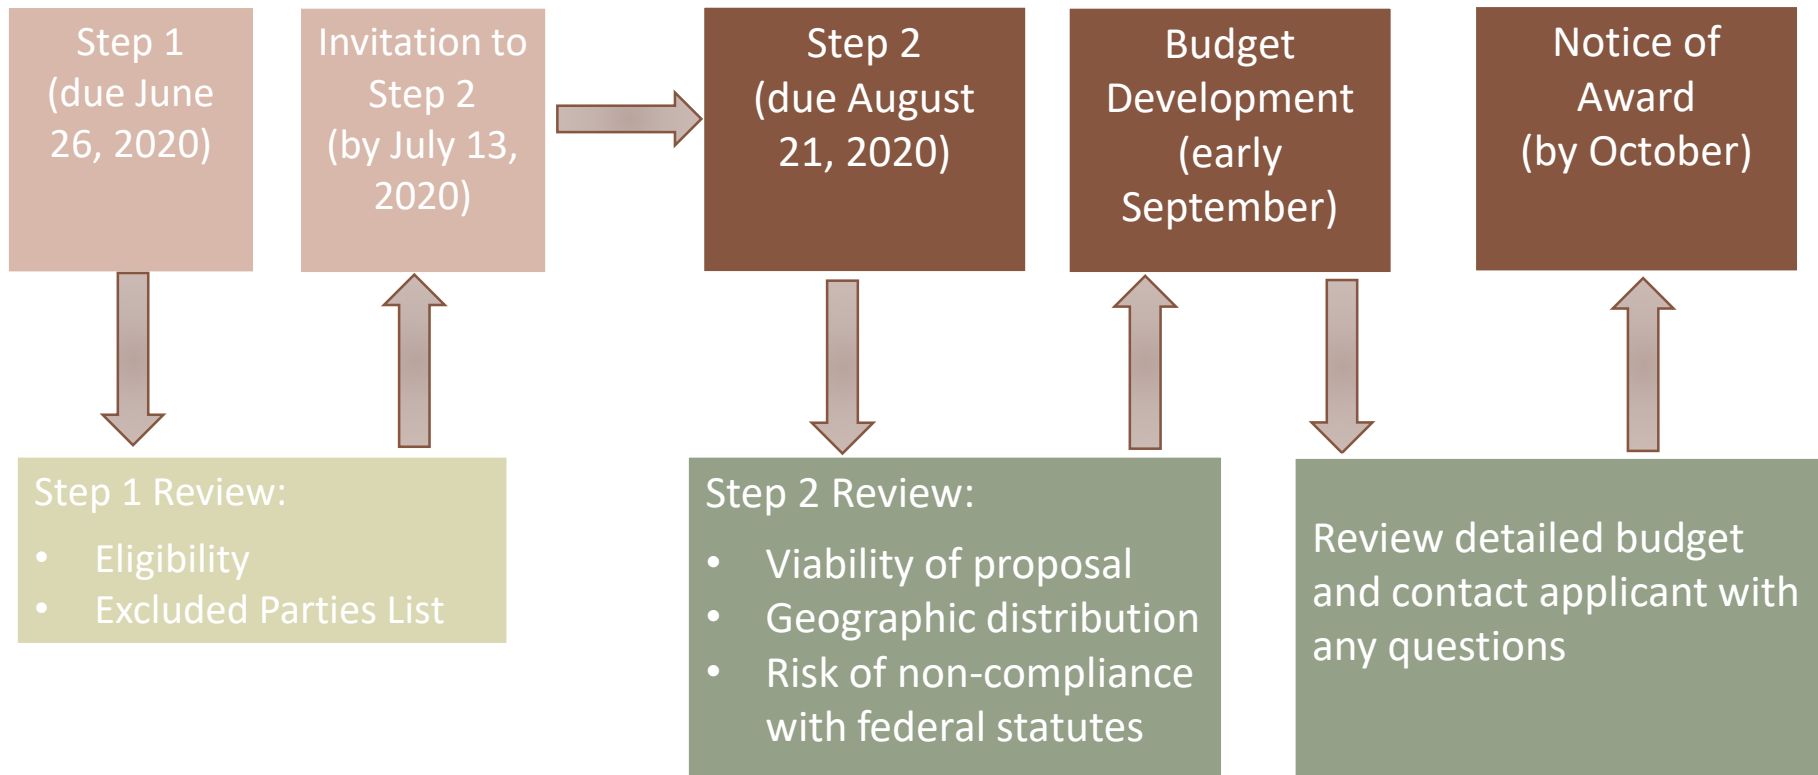 Step 1
(due June
26, 2020)
Invitation to
Step 2
(by July 13,
2020)
Step 2
(due August
21, 2020)
Budget
Development
(early
September)
Notice of
Award
(by October)
Step 1 Review:
• Eligibility
• Excluded Parties List
Step 2 Review:
• Viability of proposal
• Geographic distribution
• Risk of non-compliance
with federal statutes
Review detailed budget
and contact applicant with
any questions